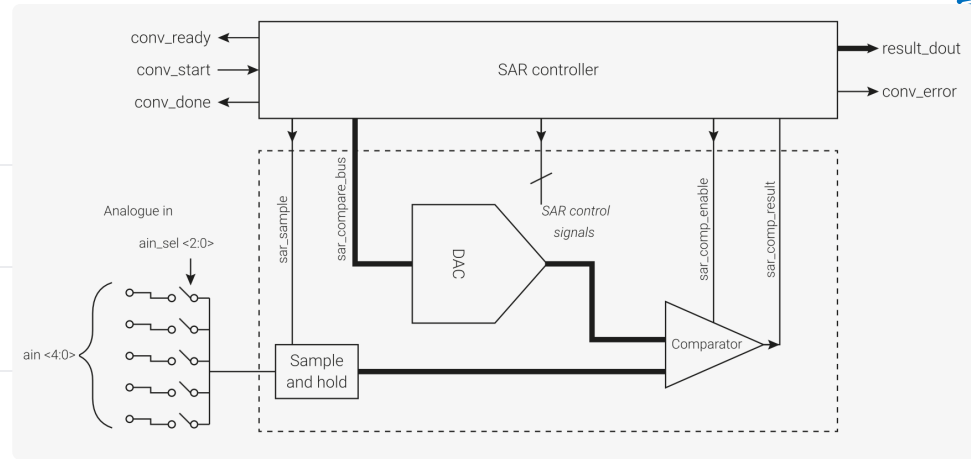 conv_ready
conv_start
conv_done
SAR controller
result_dout
conv_error
sar_sample
sar_compare_bus
SAR control
signals
sar_comp_enable
sar_comp_result
Analogue in
ain_sel <2:0>
DAC
ain <4:0>
Sample
and hold
Comparator